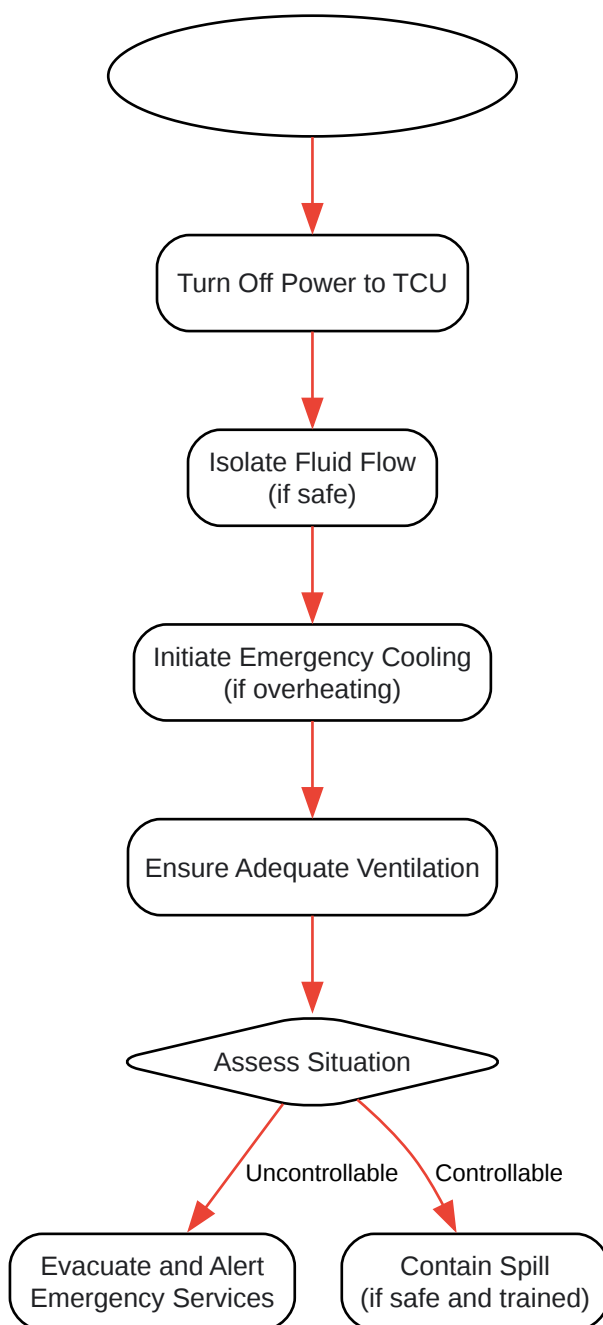 Turn Off Power to TCU
Isolate Fluid Flow
(if safe)
Initiate Emergency Cooling
(if overheating)
Ensure Adequate Ventilation
Assess Situation
Uncontrollable
Controllable
Evacuate and Alert
Emergency Services
Contain Spill
(if safe and trained)